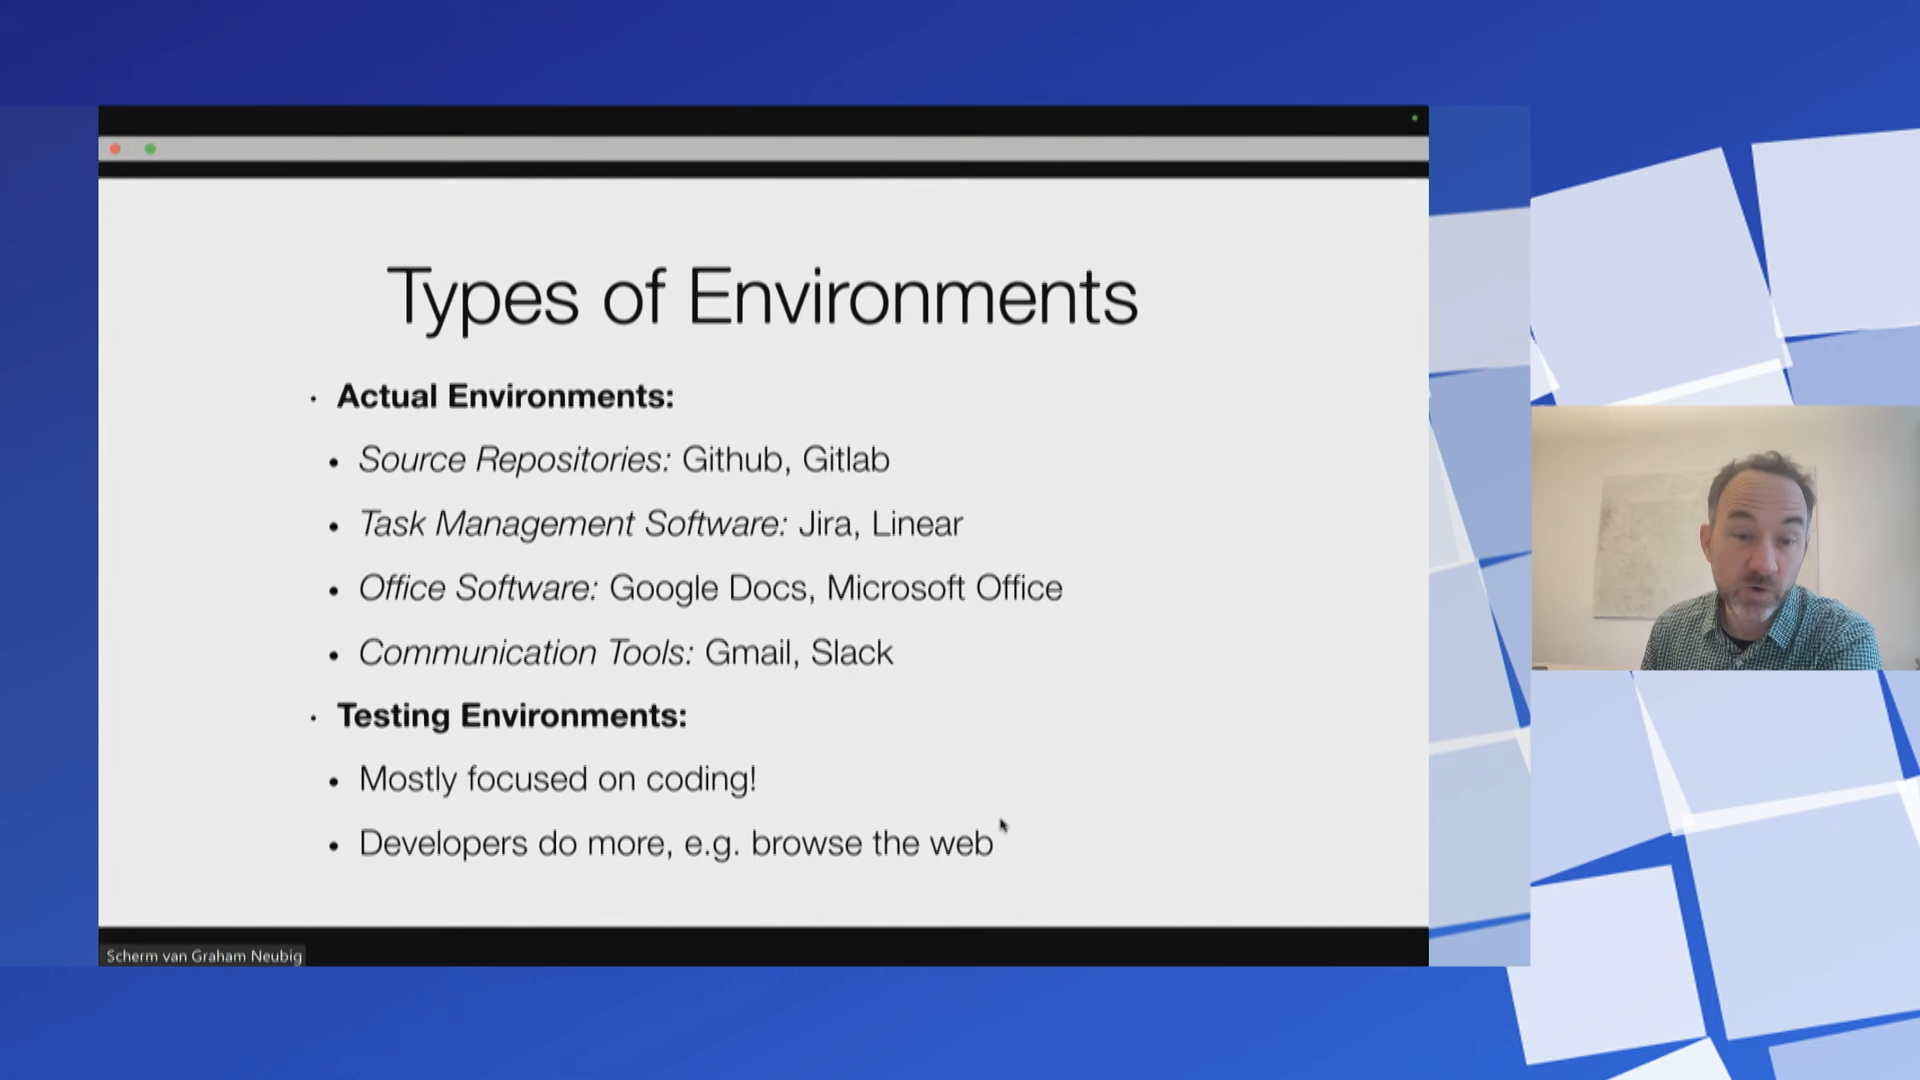 Types of Environments
· Actual Environments:
• Source Repositories: Github, Gitlab
• Task Management Software: Jira, Linear
• Office Software: Google Docs, Microsoft Office
• Communication Tools: Gmail, Slack
· Testing Environments:
• Mostly focused on coding!
• Developers do more, e.g. browse the web
Scherm van Graham Neubig